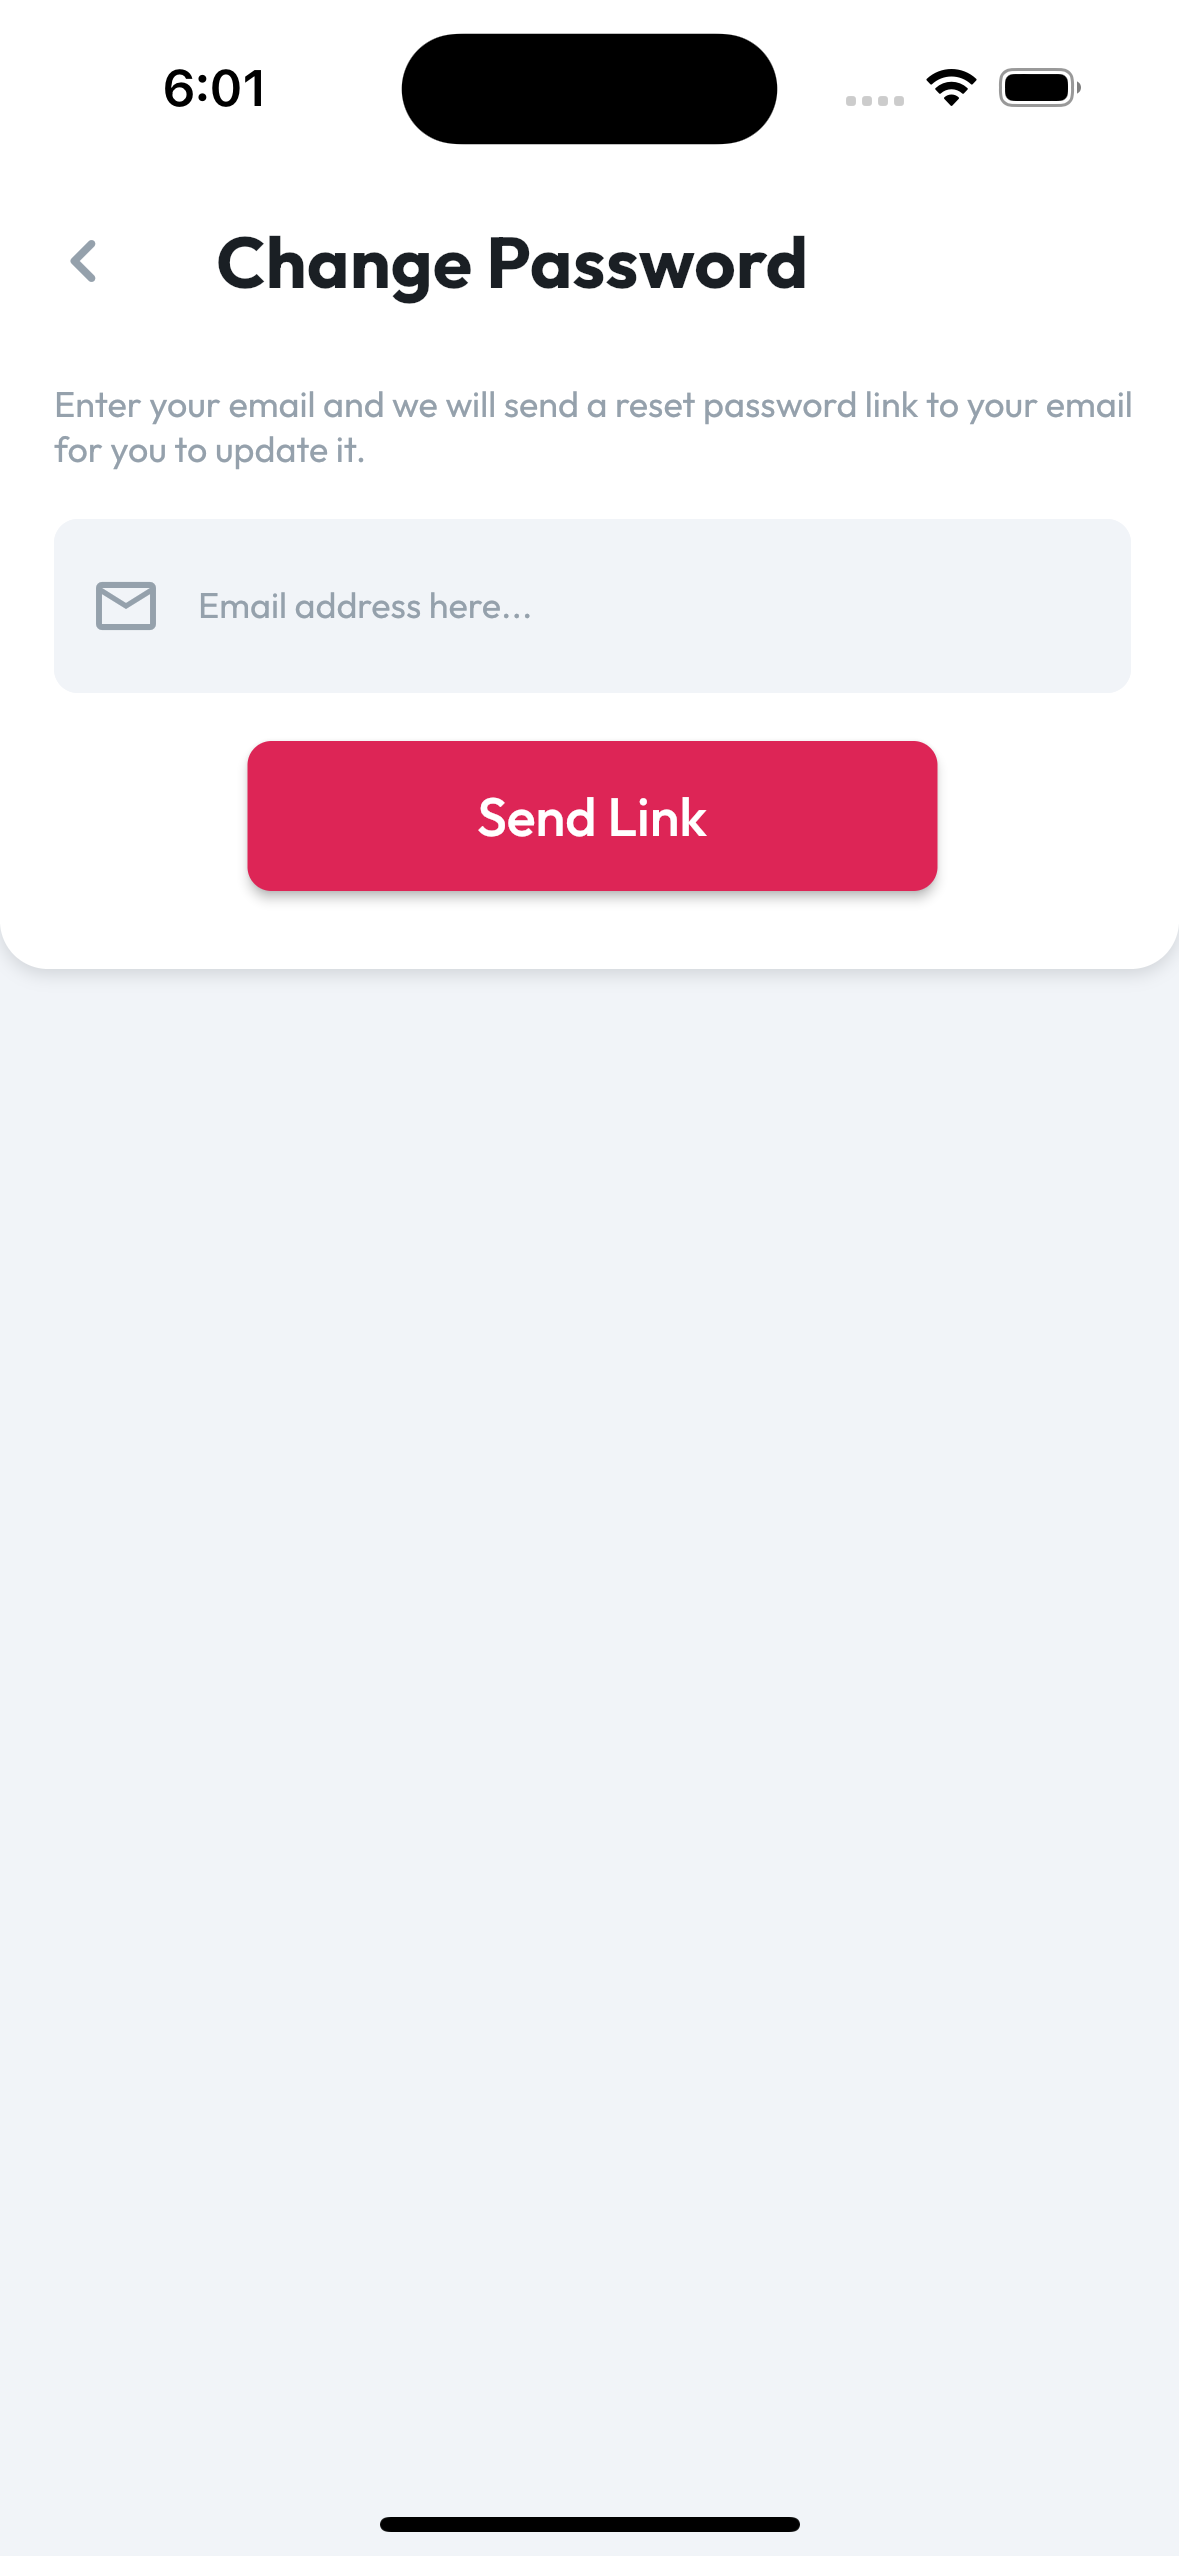 6:01
Change Password
Enter your email and we will send a reset password link to your email
for you to update it.
Email address here...
Send Link